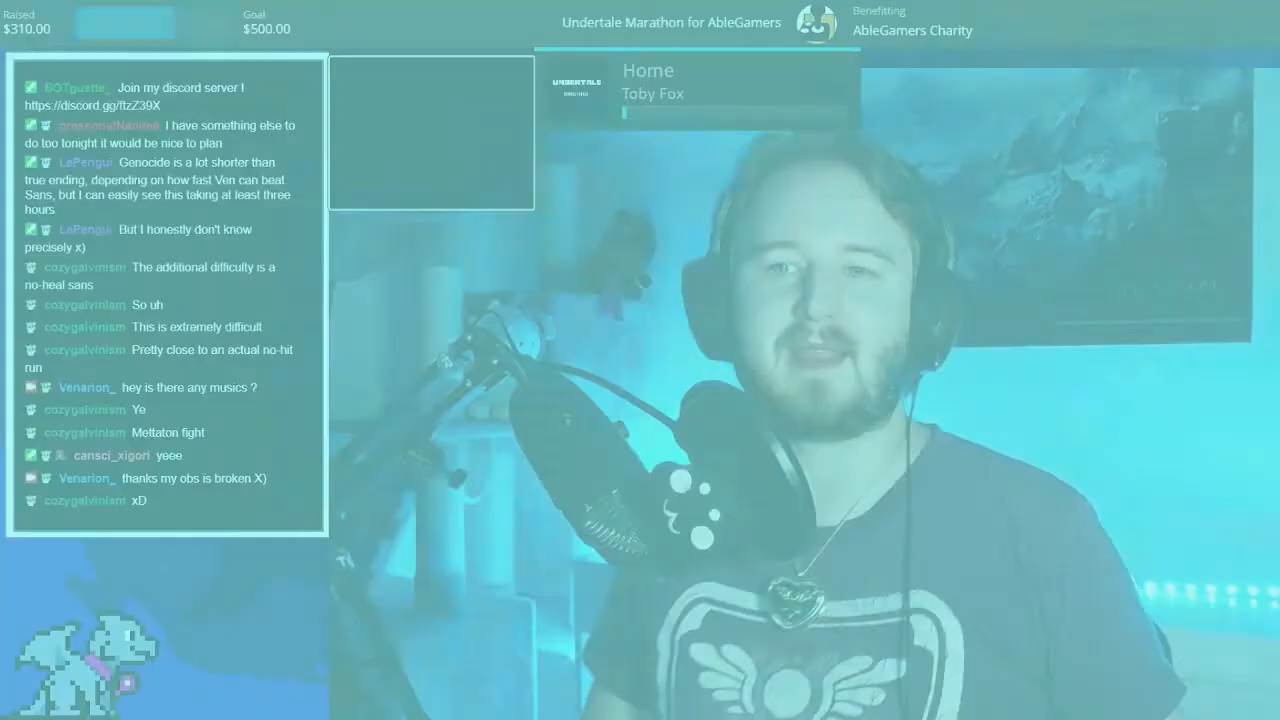 Raised
$310.00
Goal
$500.00
Undertale Marathon for AbleGamers
Benefitting
AbleGamers Charity
UNDERTALE
Home
Toby Fox
BOTguette_ Join my discord server !
https://discord.gg/ftzZ39X
I have something else to
do too tonight it would be nice to plan
LePengui Genocide is a lot shorter than
true ending, depending on how fast Ven can beat
Sans, but I can easily see this taking at least three
hours
LePengui But I honestly don't know
precisely x)
cozygalvinism The additional difficulty is a
no-heal sans
cozygalvinism So uh
cozygalvinism This is extremely difficult
cozygalvinism Pretty close to an actual no-hit
run
Venarion_ hey is there any musics ?
cozygalvinism Ye
cozygalvinism Mettaton fight
cansci_xigori yeee
Venarion_ thanks my obs is broken X)
cozygalvinism xD